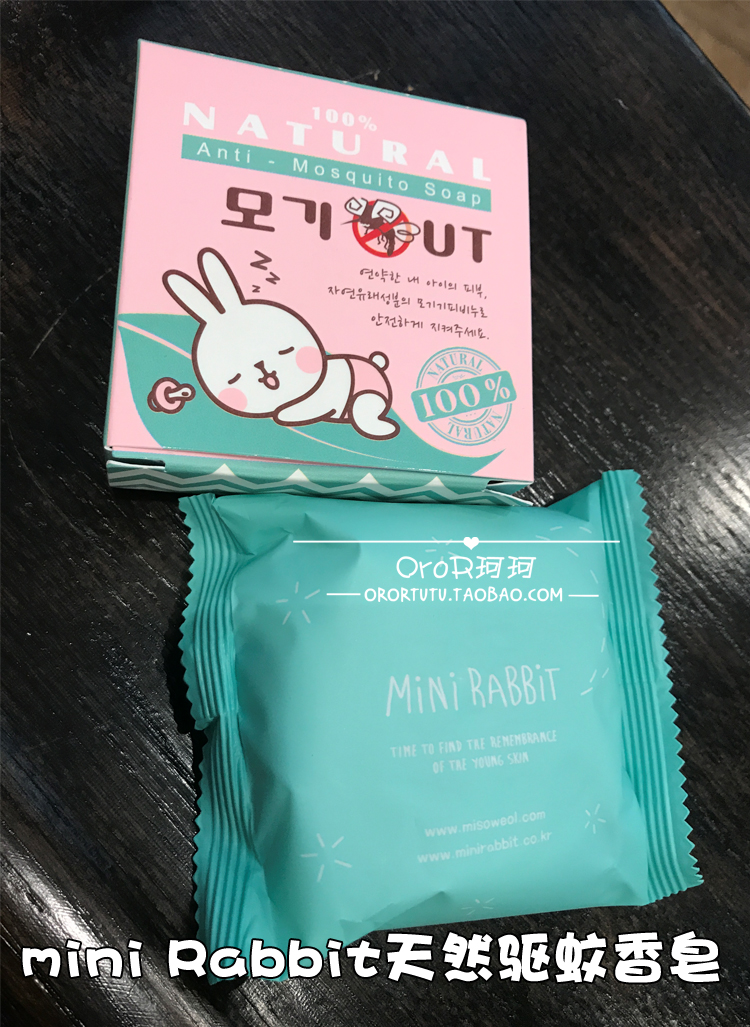 100%
NATURAL
Anti - Mosquito Soap
모기 OUT
연약한 내 아이의 피부,
자연유래성분의 모기기피비누로
안전하게 지켜주세요.
NATURAL
100%
NATURAL
OroR珂珂
ORORTUTU.TAOBAO.COM
MiNi RABBiT
TIME TO FIND THE REMEMBRANCE
OF THE YOUNG SKIN
www.misoweol.com
www.minirabbit.co.kr
mini Rabbit天然驱蚊香皂